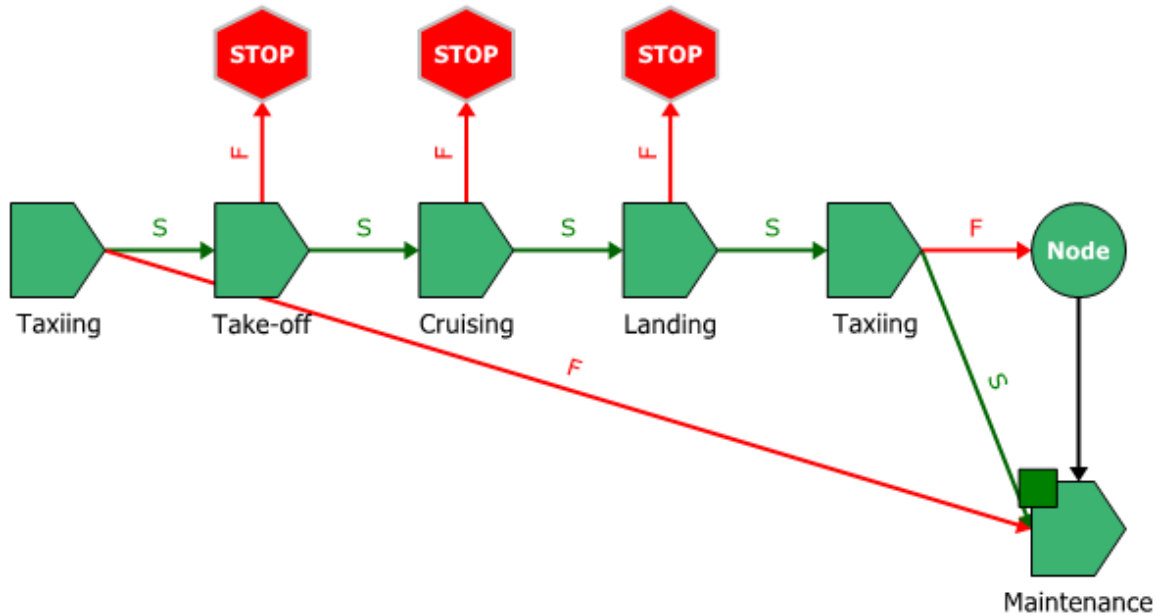 STOP
STOP
STOP
F
F
F
S
S
S
S
F
Node
Taxiing
Take-off
Cruising
Landing
Taxiing
F
S
Maintenance